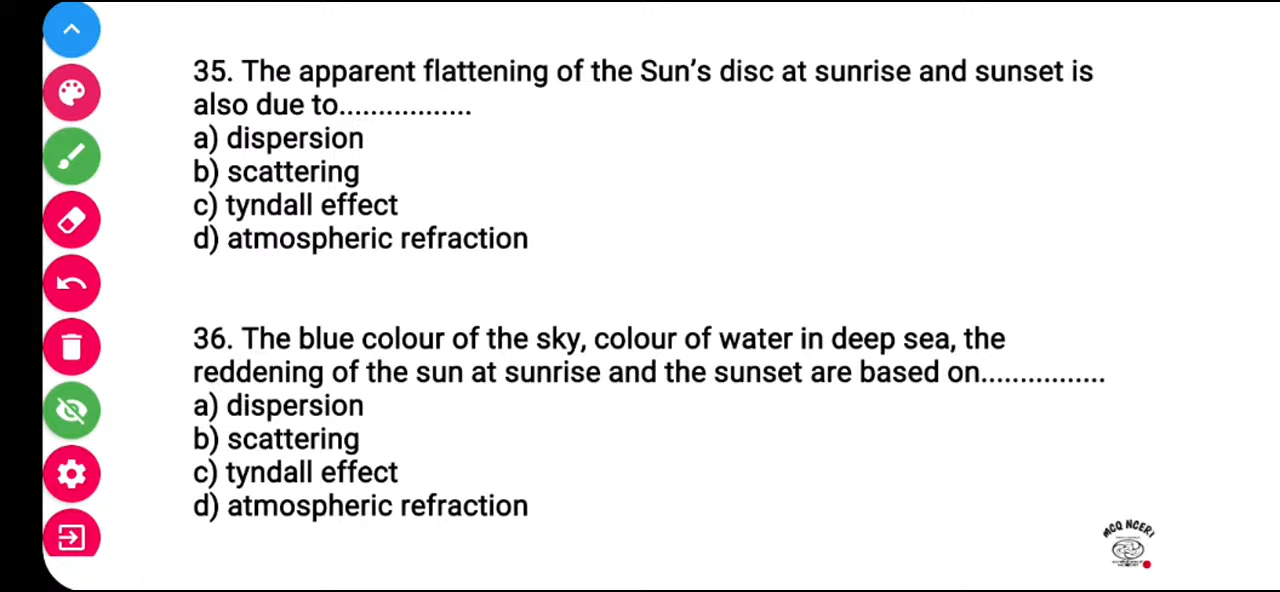 35. The apparent flattening of the Sun's disc at sunrise and sunset is
also due to.................
a) dispersion
b) scattering
c) tyndall effect
d) atmospheric refraction
36. The blue colour of the sky, colour of water in deep sea, the
reddening of the sun at sunrise and the sunset are based on................
a) dispersion
b) scattering
c) tyndall effect
d) atmospheric refraction
MCQ NCERT